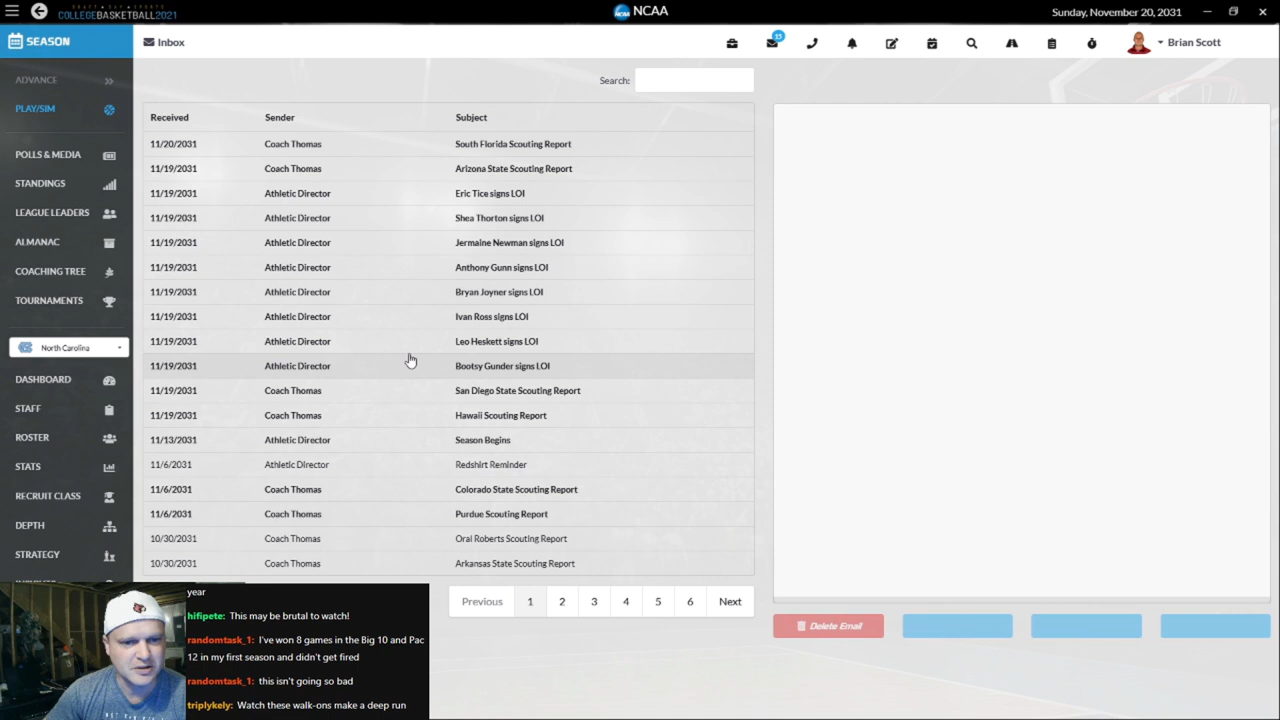 DRAFT DAY SPORTS
COLLEGEBASKETBALL2021
NCAA
Sunday, November 20, 2031
SEASON
Inbox
15
Brian Scott
ADVANCE
PLAY/SIM
POLLS & MEDIA
STANDINGS
LEAGUE LEADERS
ALMANAC
COACHING TREE
TOURNAMENTS
North Carolina
DASHBOARD
STAFF
ROSTER
STATS
RECRUIT CLASS
DEPTH
STRATEGY
Search:
Received Sender Subject
11/20/2031 Coach Thomas South Florida Scouting Report
11/19/2031 Coach Thomas Arizona State Scouting Report
11/19/2031 Athletic Director Eric Tice signs LOI
11/19/2031 Athletic Director Shea Thorton signs LOI
11/19/2031 Athletic Director Jermaine Newman signs LOI
11/19/2031 Athletic Director Anthony Gunn signs LOI
11/19/2031 Athletic Director Bryan Joyner signs LOI
11/19/2031 Athletic Director Ivan Ross signs LOI
11/19/2031 Athletic Director Leo Heskett signs LOI
11/19/2031 Athletic Director Bootsy Gunder signs LOI
11/19/2031 Coach Thomas San Diego State Scouting Report
11/19/2031 Coach Thomas Hawaii Scouting Report
11/13/2031 Athletic Director Season Begins
11/6/2031 Athletic Director Redshirt Reminder
11/6/2031 Coach Thomas Colorado State Scouting Report
11/6/2031 Coach Thomas Purdue Scouting Report
10/30/2031 Coach Thomas Oral Roberts Scouting Report
10/30/2031 Coach Thomas Arkansas State Scouting Report
Previous 1 2 3 4 5 6 Next
Delete Email
year
hifipete: This may be brutal to watch!
randomtask_1: I've won 8 games in the Big 10 and Pac
12 in my first season and didn't get fired
randomtask_1: this isn't going so bad
triplykely: Watch these walk-ons make a deep run